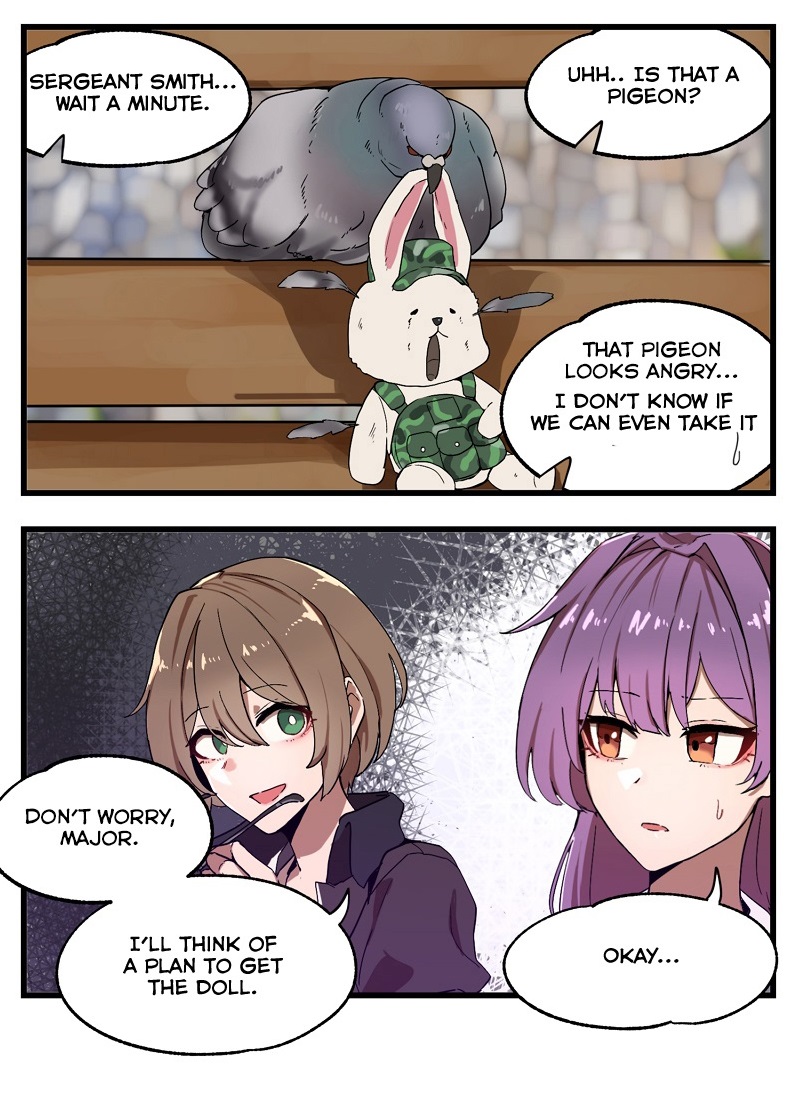 SERGEANT SMITH...
WAIT A MINUTE.
UHH.. IS THAT A
PIGEON?
THAT PIGEON
LOOKS ANGRY...
I DON'T KNOW IF
WE CAN EVEN TAKE IT
DON'T WORRY,
MAJOR.
I'LL THINK OF
A PLAN TO GET
THE DOLL.
OKAY...